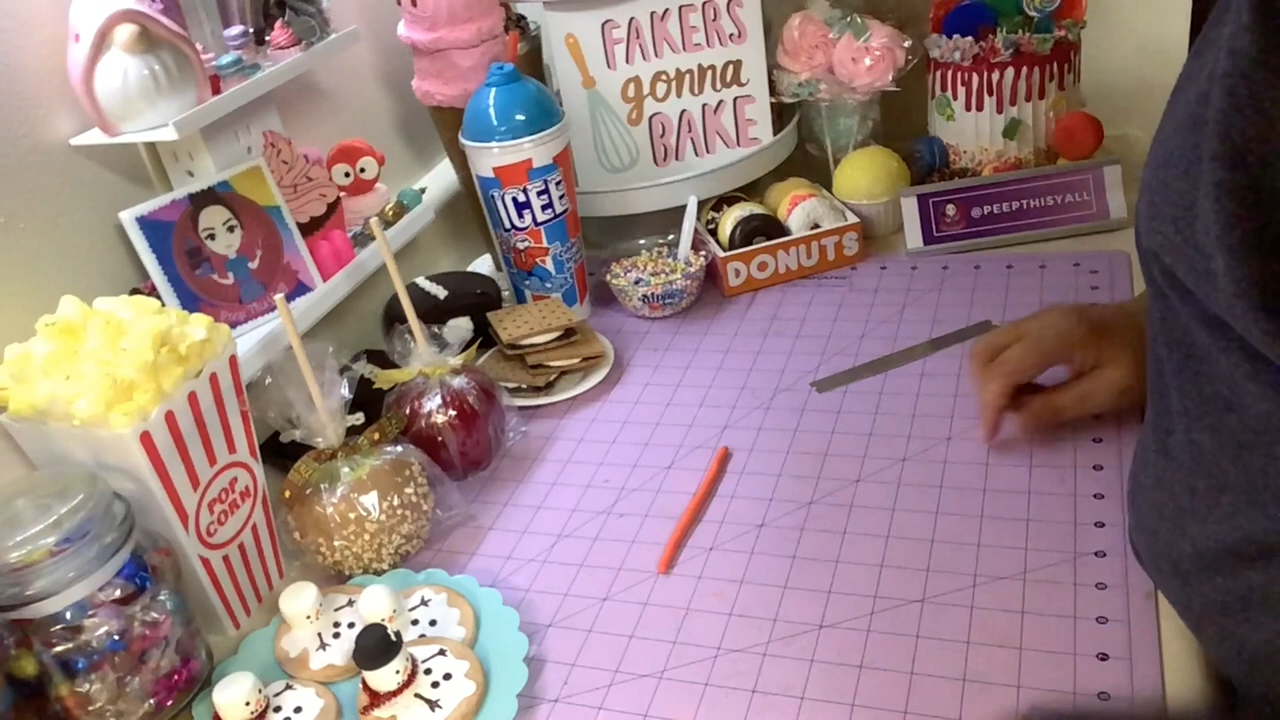 FAKERS
gonna
BAKE
ICEE
@PEEPTHISYALL
DONUTS
POP
CORN